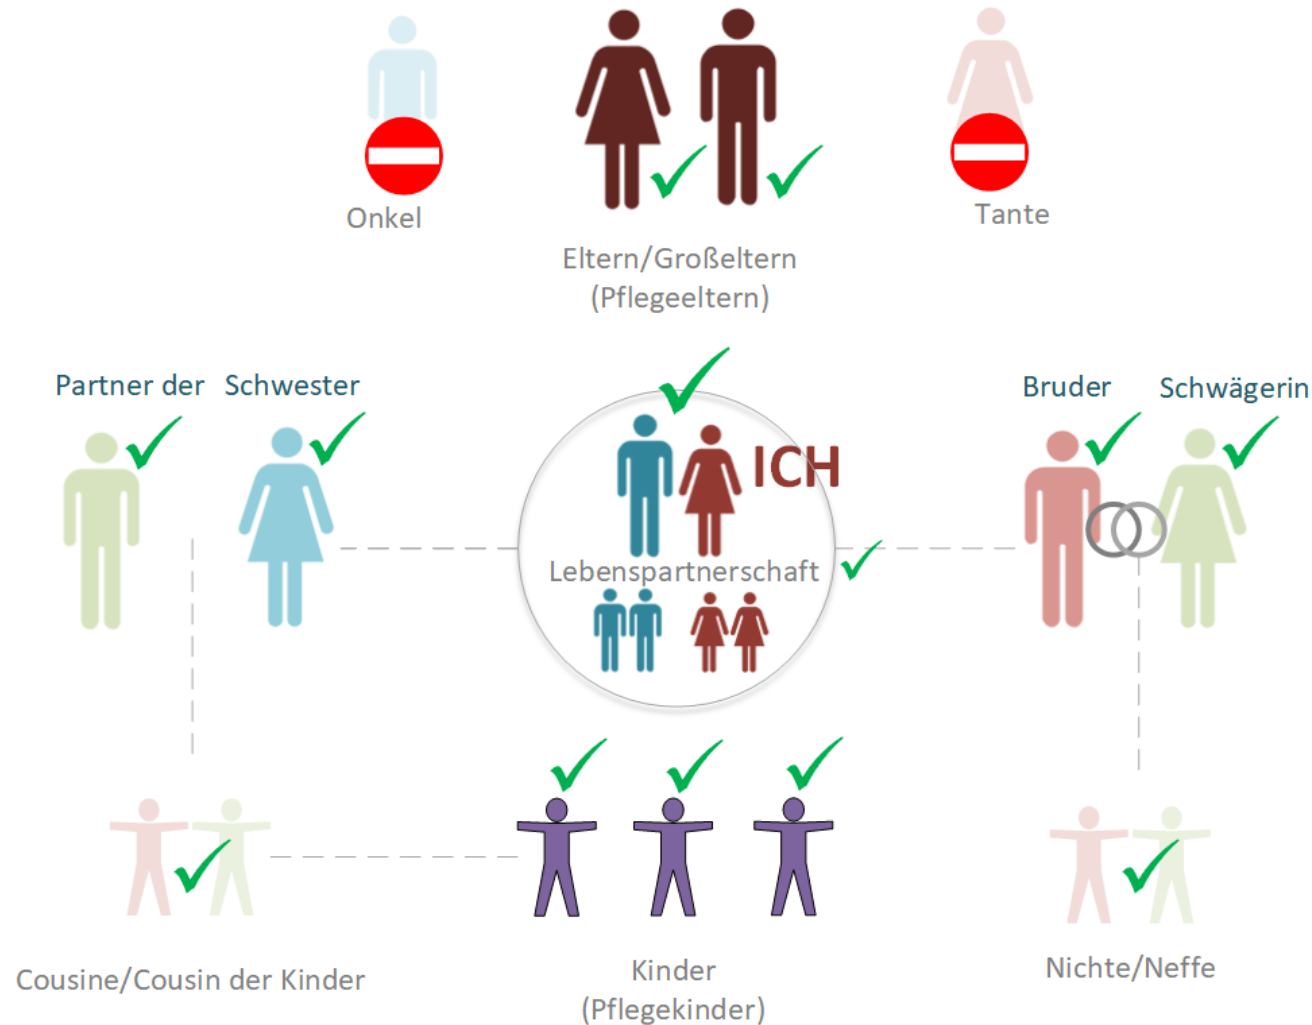 Onkel
Tante
Eltern/Großeltern
(Pflegeeltern)
Partner der Schwester
Bruder Schwägerin
ICH
Lebenspartnerschaft
Cousine/Cousin der Kinder
Kinder
(Pflegekinder)
Nichte/Neffe